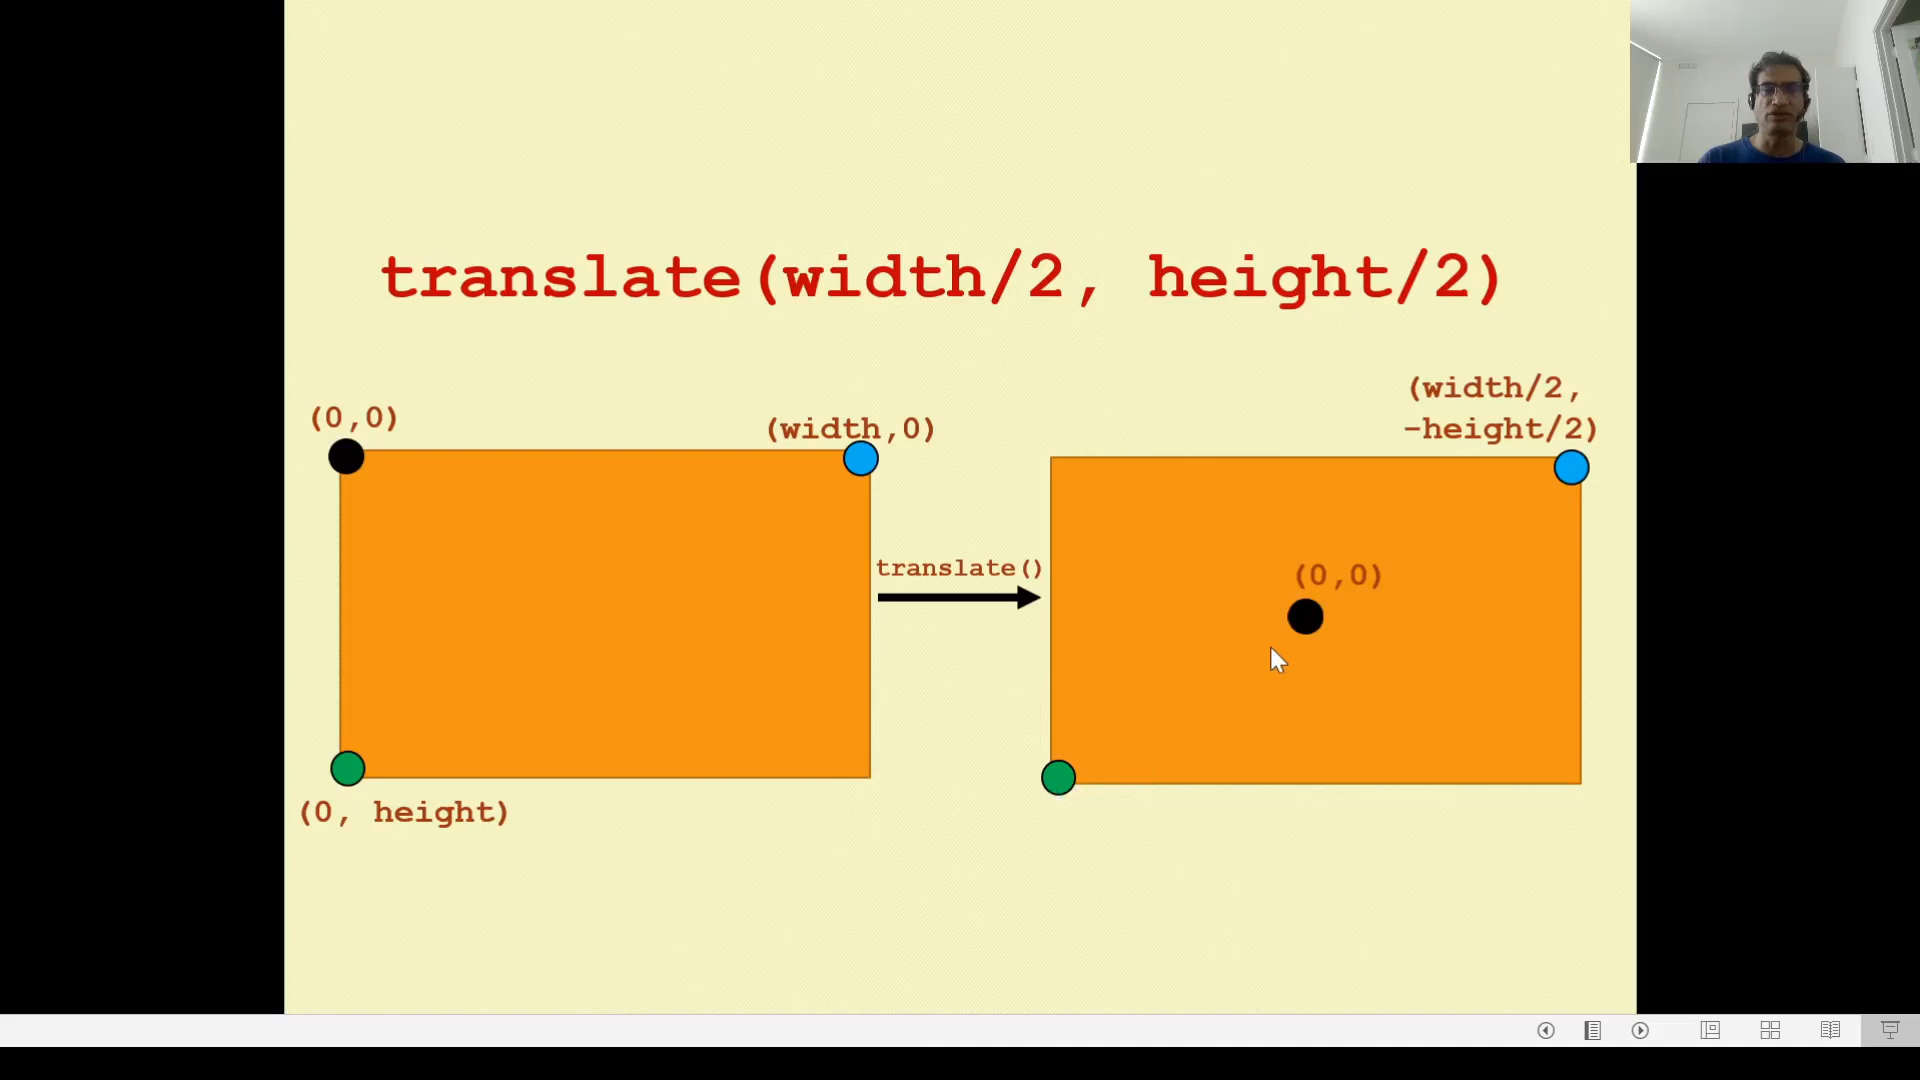 translate(width/2, height/2)
(0,0)
(width,0)
(0, height)
translate()
(width/2,
-height/2)
(0,0)